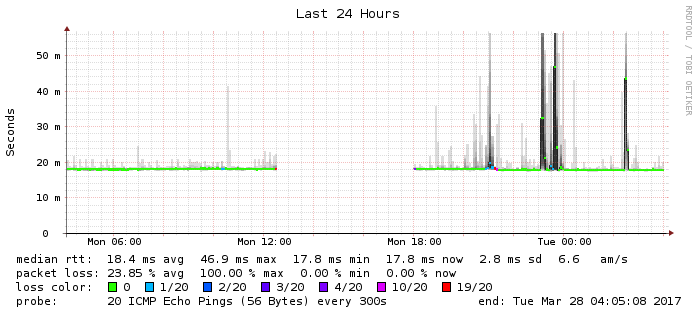 Last 24 Hours
RRDTOOL / TOBI OETIKER
Seconds
50 m
40 m
30 m
20 m
10 m
0
Mon 06:00 Mon 12:00 Mon 18:00 Tue 00:00
median rtt: 18.4 ms avg 46.9 ms max 17.8 ms min 17.8 ms now 2.8 ms sd 6.6 am/s
packet loss: 23.85 % avg 100.00 % max 0.00 % min 0.00 % now
loss color: 0 1/20 2/20 3/20 4/20 10/20 19/20
probe: 20 ICMP Echo Pings (56 Bytes) every 300s end: Tue Mar 28 04:05:08 2017